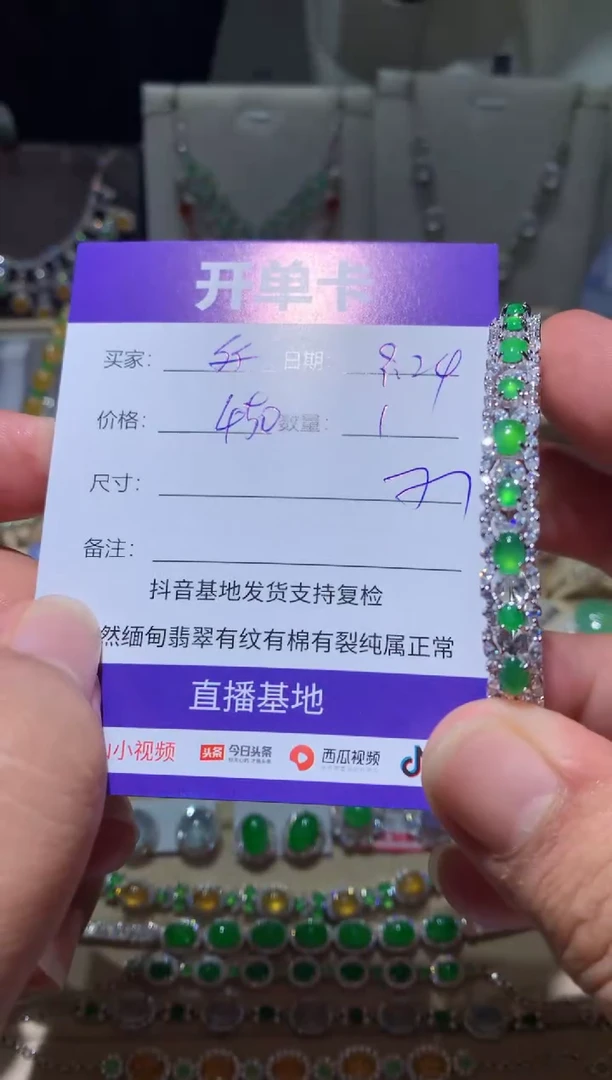 开单卡
买家: 日期: 9.24
价格: 450 数量: 1
尺寸:
备注:
抖音基地发货支持复检
然缅甸翡翠有纹有棉有裂纯属正常
直播基地
小视频 头条 今日头条 西瓜视频